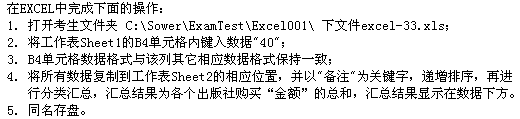 在EXCEL中完成下面的操作:
1. 打开考生文件夹 C:\Sower\ExamTest\Excel001\ 下文件excel-33.xls;
2. 将工作表Sheet1的B4单元格内键入数据"40";
3. B4单元格数据格式与该列其它相应数据格式保持一致;
4. 将所有数据复制到工作表Sheet2的相应位置,并以"备注"为关键字,递增排序,再进
行分类汇总,汇总结果为各个出版社购买“金额”的总和,汇总结果显示在数据下方。
5. 同名存盘。